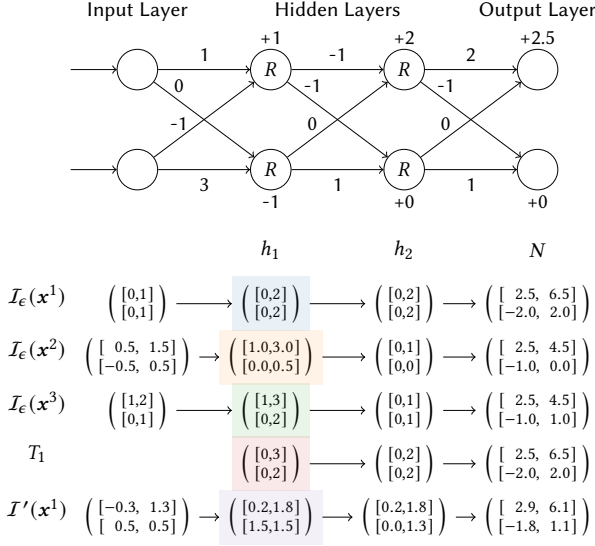 Input Layer Hidden Layers Output Layer
+1 +2 +2.5
1 -1 2
R R
0 -1 -1
-1 0 0
R R
3 1 1
-1 +0 +0
h₁ h₂ N
I_ϵ(x¹) ([0,1] [0,1]) → ([0,2] [0,2]) → ([0,2] [0,2]) → ([ 2.5, 6.5] [−2.0, 2.0])
I_ϵ(x²) ([ 0.5, 1.5] [−0.5, 0.5]) → ([1.0,3.0] [0.0,0.5]) → ([0,1] [0,0]) → ([ 2.5, 4.5] [−1.0, 0.0])
I_ϵ(x³) ([1,2] [0,1]) → ([1,3] [0,2]) → ([0,1] [0,1]) → ([ 2.5, 4.5] [−1.0, 1.0])
T₁ ([0,3] [0,2]) → ([0,2] [0,2]) → ([ 2.5, 6.5] [−2.0, 2.0])
I′(x¹) ([−0.3, 1.3] [ 0.5, 0.5]) → ([0.2,1.8] [1.5,1.5]) → ([0.2,1.8] [0.0,1.3]) → ([ 2.9, 6.1] [−1.8, 1.1])